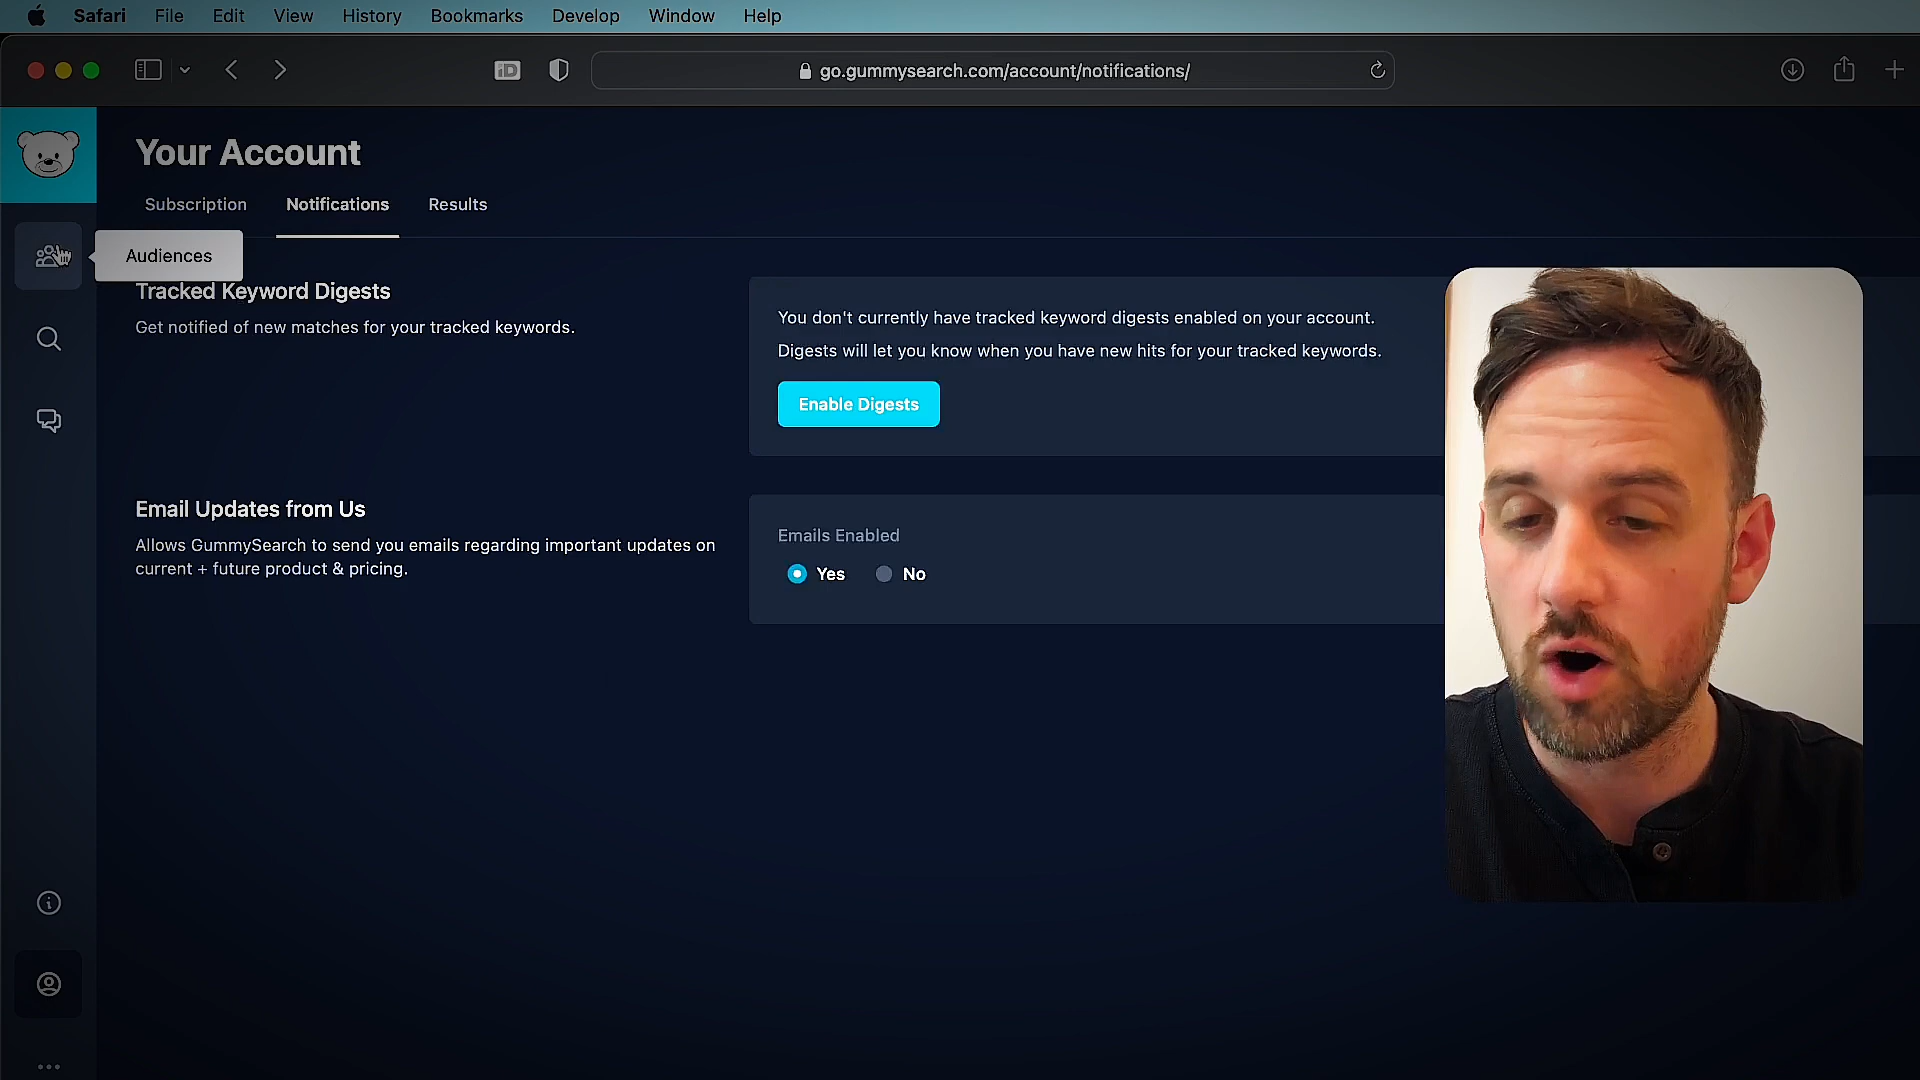 Safari File Edit View History Bookmarks Develop Window Help
iD
go.gummysearch.com/account/notifications/
Your Account
Subscription Notifications Results
Audiences
Tracked Keyword Digests
Get notified of new matches for your tracked keywords.
You don't currently have tracked keyword digests enabled on your account.
Digests will let you know when you have new hits for your tracked keywords.
Enable Digests
Email Updates from Us
Allows GummySearch to send you emails regarding important updates on
current + future product & pricing.
Emails Enabled
Yes No